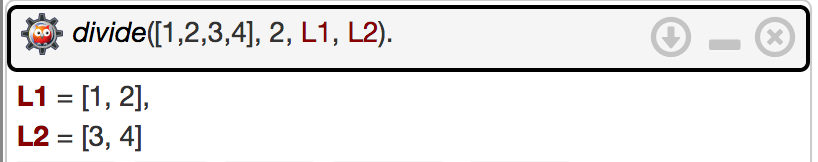 divide([1,2,3,4], 2, L1, L2).
L1 = [1, 2],
L2 = [3, 4]